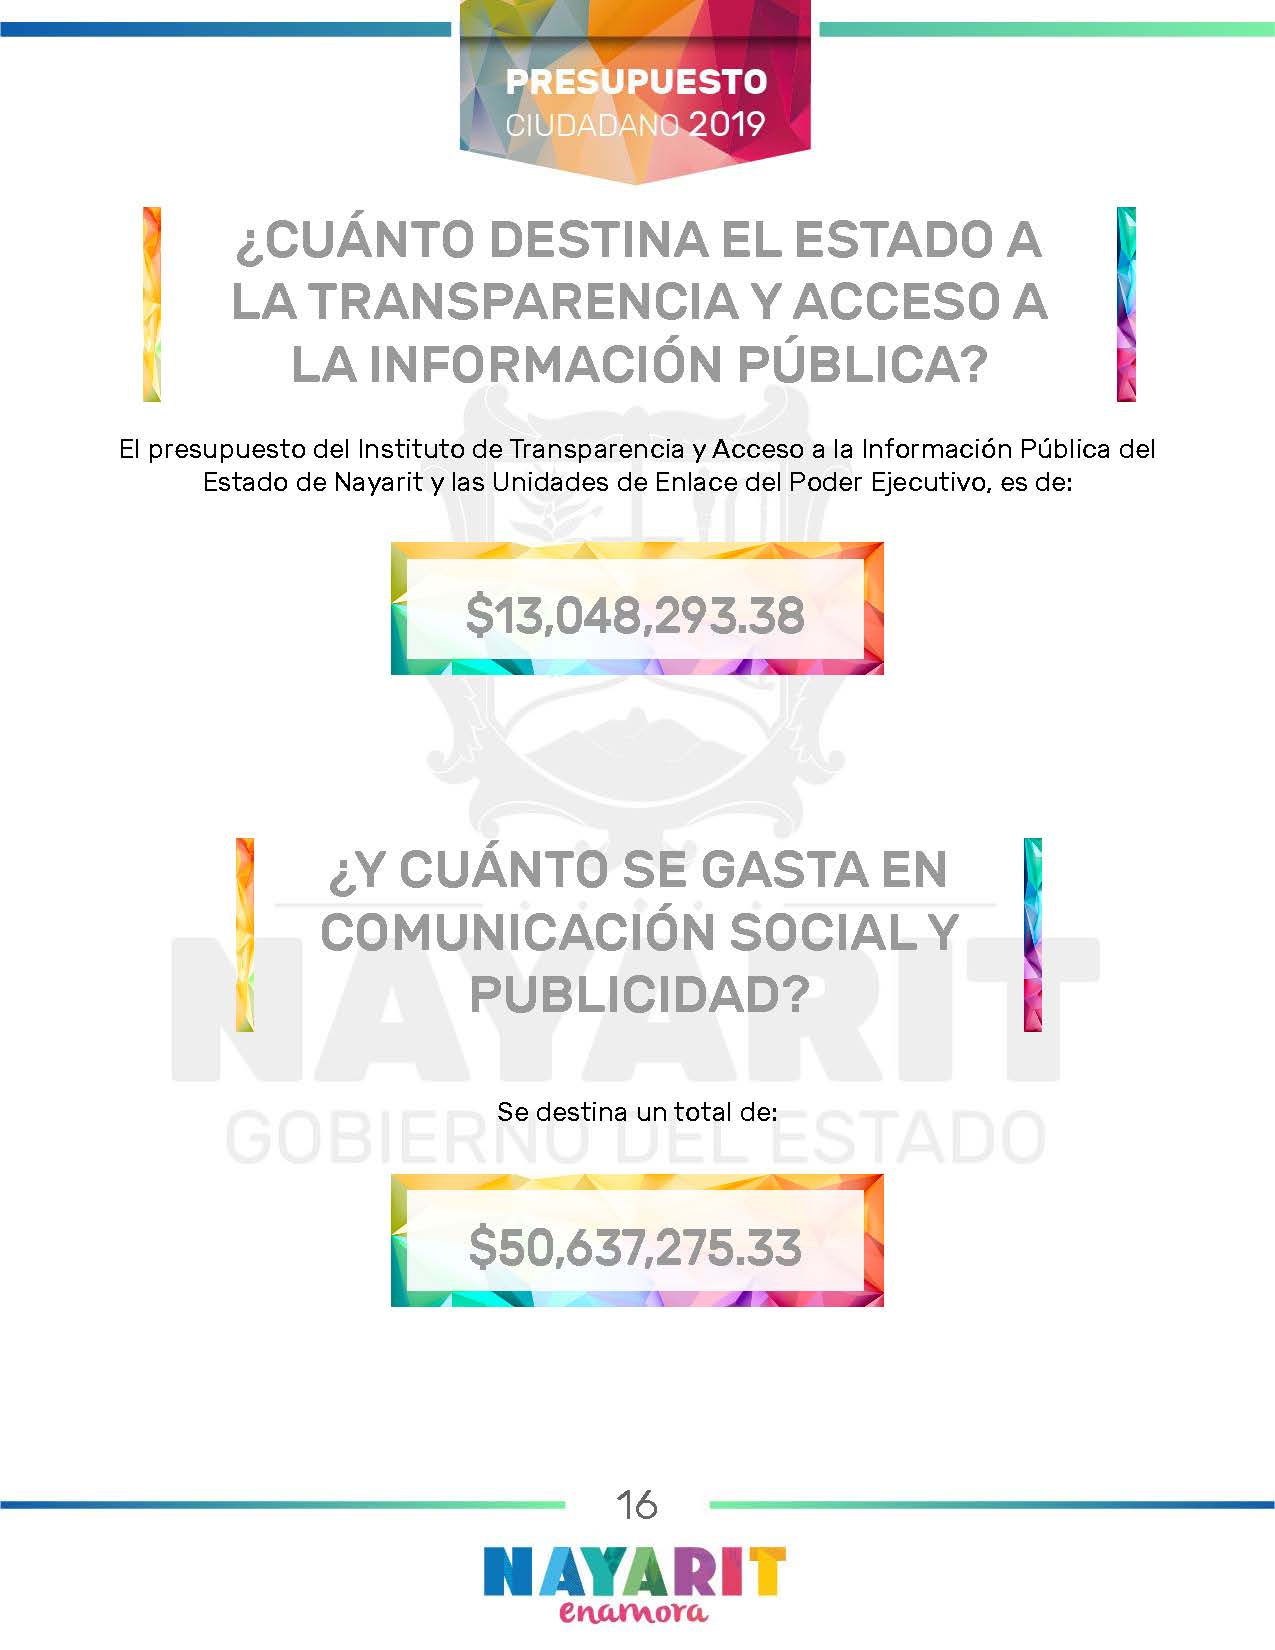 PRESUPUESTO
CIUDADANO 2019
¿CUÁNTO DESTINA EL ESTADO A
LA TRANSPARENCIA Y ACCESO A
LA INFORMACIÓN PÚBLICA?
El presupuesto del Instituto de Transparencia y Acceso a la Información Pública del
Estado de Nayarit y las Unidades de Enlace del Poder Ejecutivo, es de:
$13,048,293.38
¿Y CUÁNTO SE GASTA EN
COMUNICACIÓN SOCIAL Y
PUBLICIDAD?
NAYARIT
Se destina un total de:
GOBIERNO DEL ESTADO
$50,637,275.33
16
NAYARIT
enamora